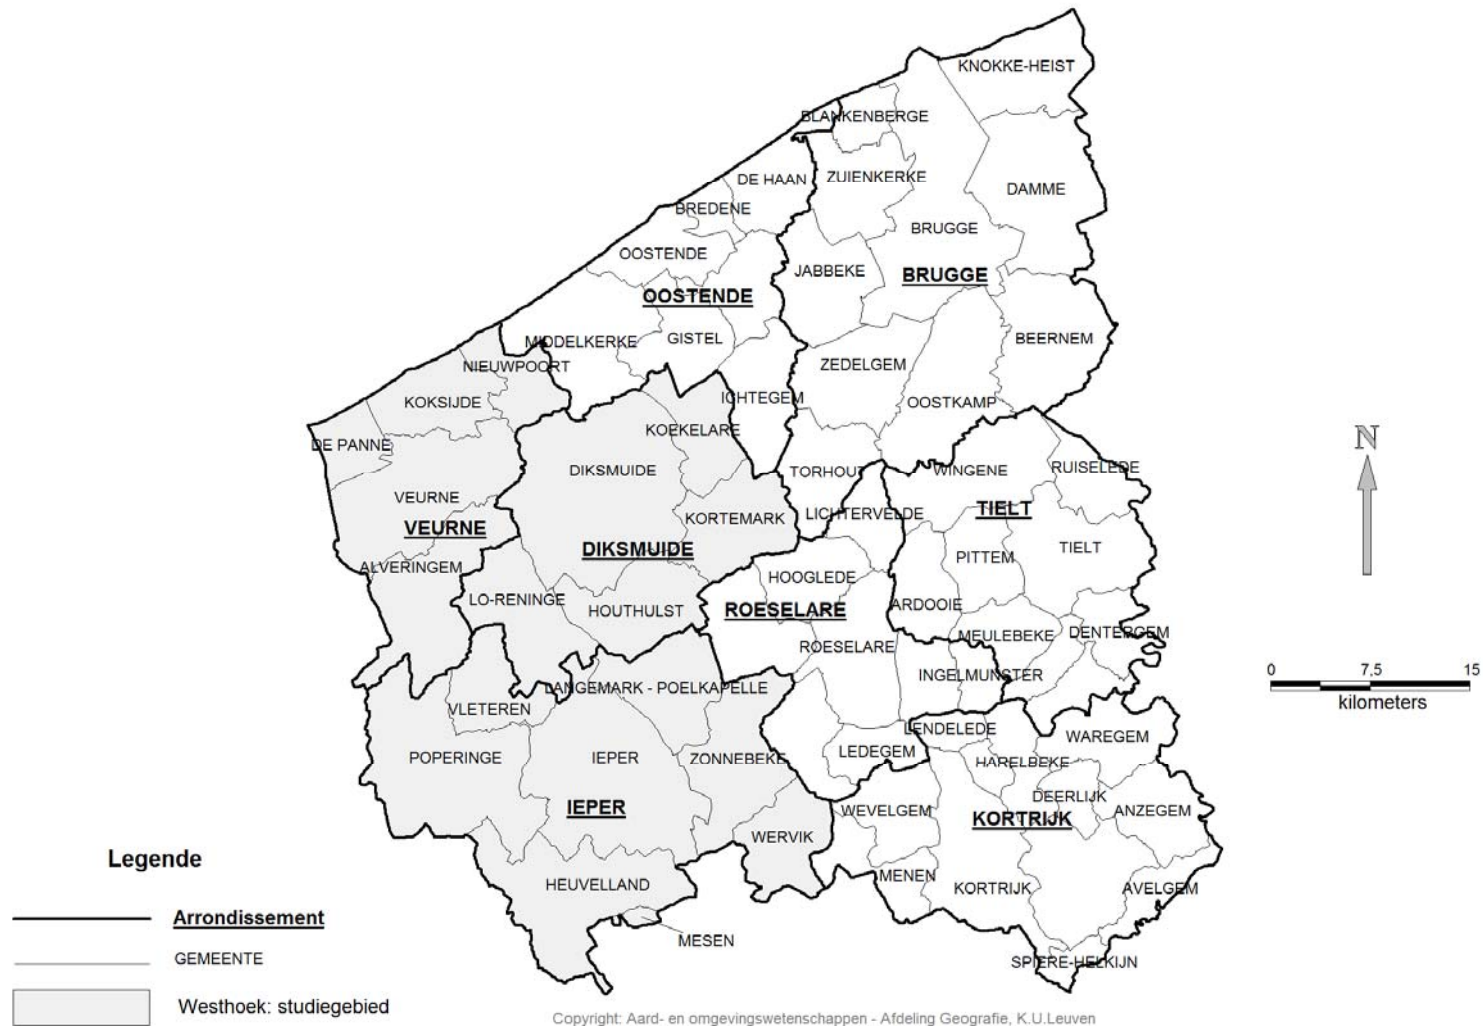 KNOKKE-HEIST
BLANKENBERGE
DE HAAN
ZUIENKERKE
DAMME
BREDENE
BRUGGE
OOSTENDE
JABBEKE
BRUGGE
OOSTENDE
MIDDELKERKE
GISTEL
BEERNEM
NIEUWPOORT
ZEDELGEM
KOKSIJDE
ICHTEGEM
OOSTKAMP
DE PANNE
KOEKELARE
N
DIKSMUIDE
TORHOUT
WINGENE
RUISELEDE
VEURNE
VEURNE
KORTEMARK
LICHTERVELDE
TIELT
DIKSMUIDE
PITTEM
TIELT
ALVERINGEM
HOOGLEDE
LO-RENINGE
HOUTHULST
ROESELARE
ARDOOIE
MEULEBEKE
DENTERGEM
ROESELARE
INGELMUNSTER
LANGEMARK - POELKAPELLE
VLETEREN
0 7,5 15
kilometers
LENDELEDE
WAREGEM
POPERINGE
IEPER
ZONNEBEKE
LEDEGEM
HARELBEKE
IEPER
WEVELGEM
DEERLIJK
ANZEGEM
KORTRIJK
WERVIK
HEUVELLAND
MENEN
KORTRIJK
AVELGEM
MESEN
SPIERE-HELKIJN
Legende
Arrondissement
GEMEENTE
Westhoek: studiegebied
Copyright: Aard- en omgevingswetenschappen - Afdeling Geografie, K.U.Leuven